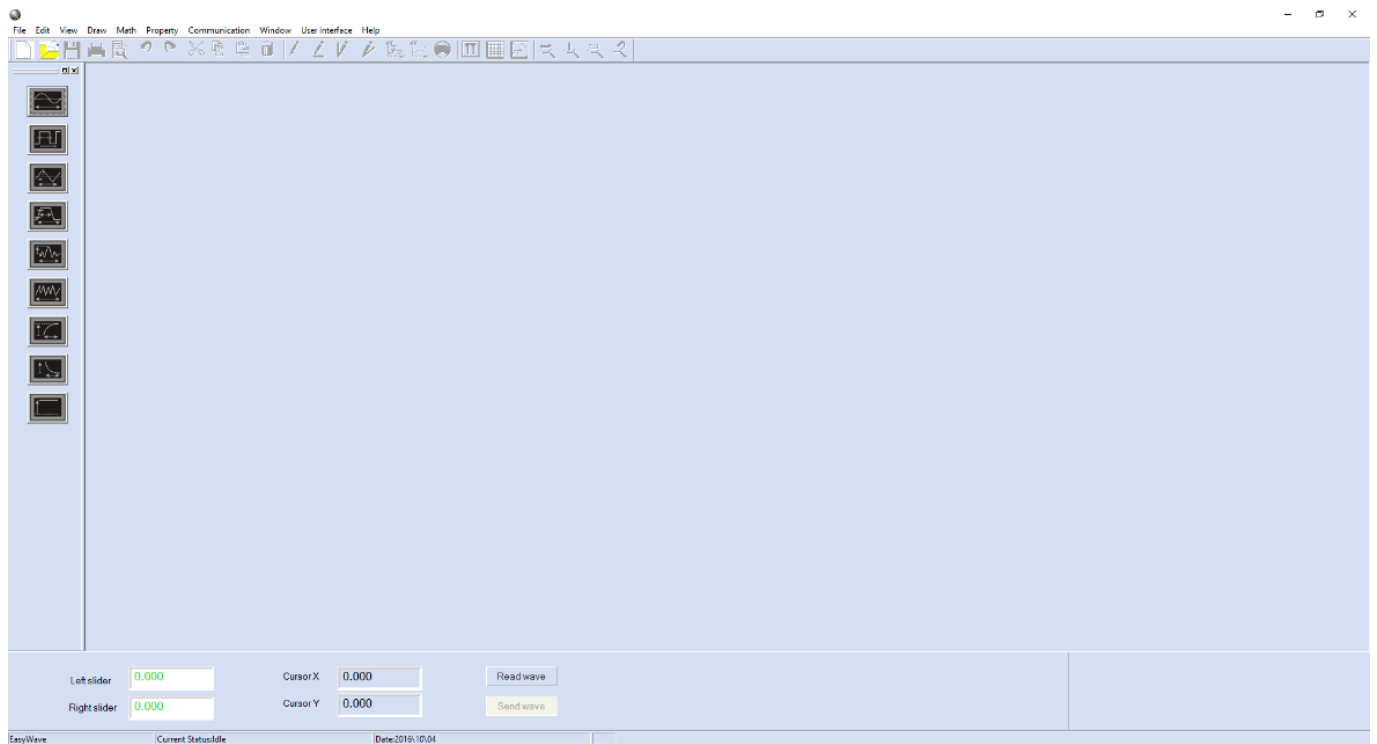 File Edit View Draw Math Property Communication Window User Interface Help
Left slider 0.000 Cursor X 0.000 Read wave
Right slider 0.000 Cursor Y 0.000 Send wave
EasyWave Current Status:Idle Date:2016\10\04